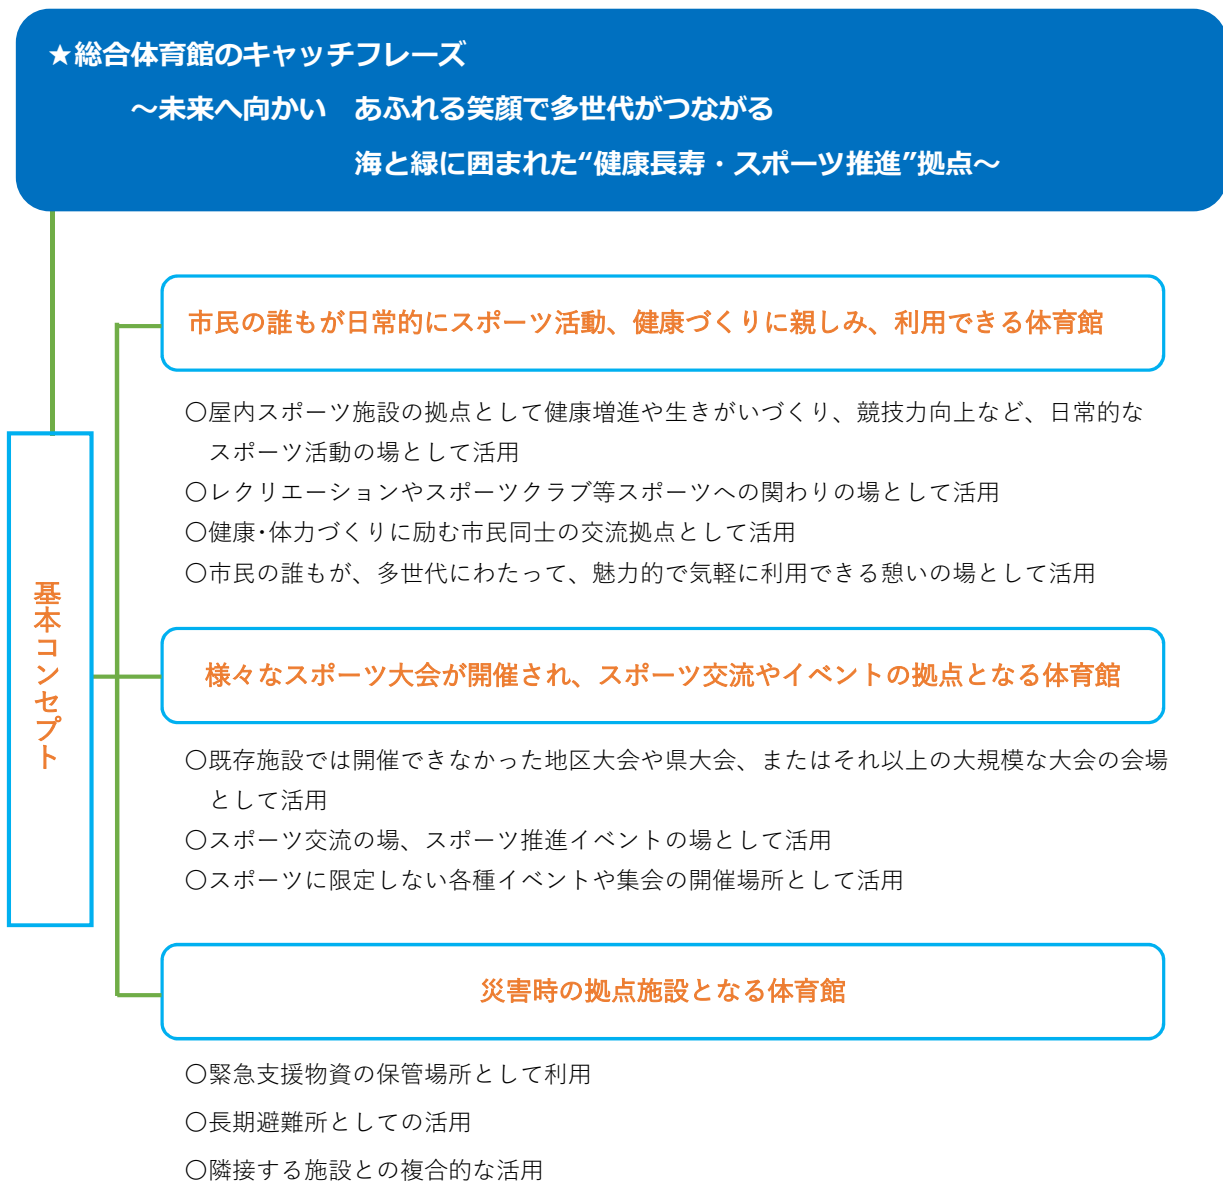 ★総合体育館のキャッチフレーズ
～未来へ向かい　あふれる笑顔で多世代がつながる
海と緑に囲まれた“健康長寿・スポーツ推進”拠点～
基本コンセプト
市民の誰もが日常的にスポーツ活動、健康づくりに親しみ、利用できる体育館
〇屋内スポーツ施設の拠点として健康増進や生きがいづくり、競技力向上など、日常的な
スポーツ活動の場として活用
〇レクリエーションやスポーツクラブ等スポーツへの関わりの場として活用
〇健康･体力づくりに励む市民同士の交流拠点として活用
〇市民の誰もが、多世代にわたって、魅力的で気軽に利用できる憩いの場として活用
様々なスポーツ大会が開催され、スポーツ交流やイベントの拠点となる体育館
〇既存施設では開催できなかった地区大会や県大会、またはそれ以上の大規模な大会の会場
として活用
〇スポーツ交流の場、スポーツ推進イベントの場として活用
〇スポーツに限定しない各種イベントや集会の開催場所として活用
災害時の拠点施設となる体育館
〇緊急支援物資の保管場所として利用
〇長期避難所としての活用
〇隣接する施設との複合的な活用